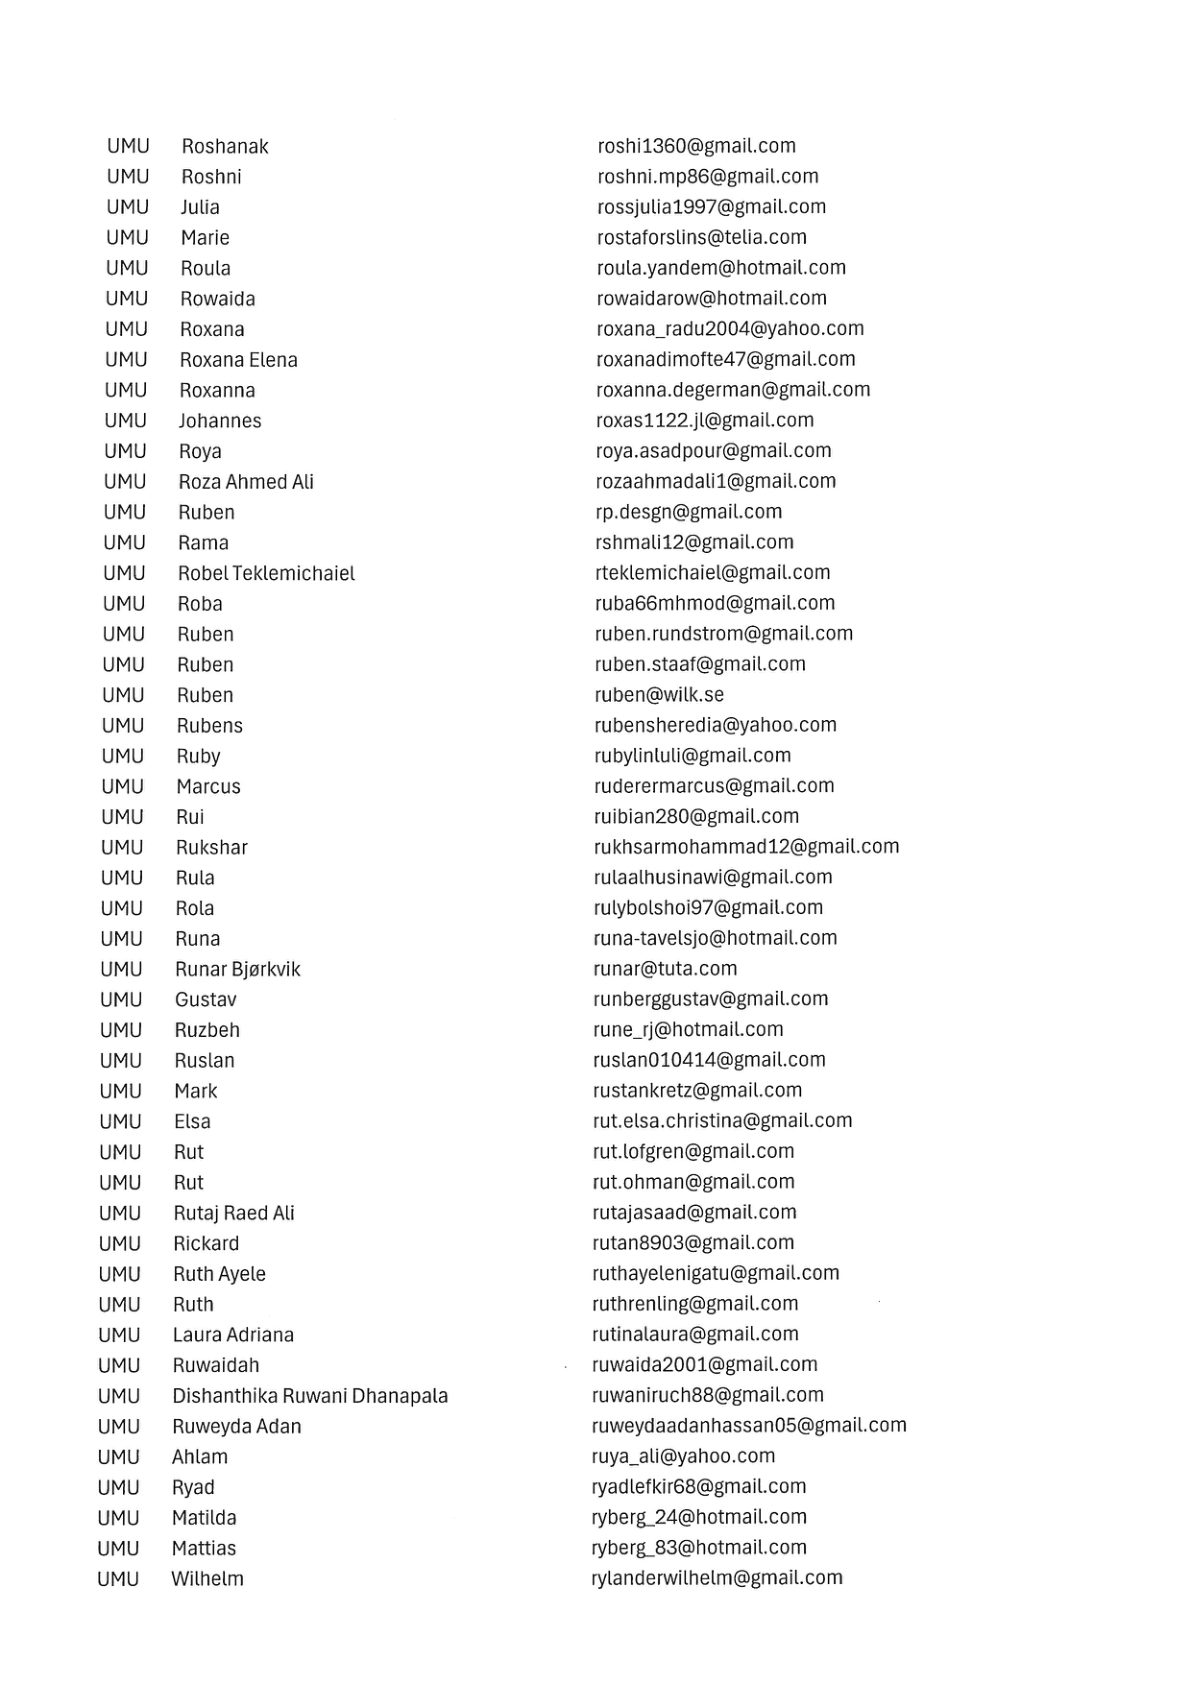 UMU Roshanak roshi1360@gmail.com
UMU Roshni roshni.mp86@gmail.com
UMU Julia rossjulia1997@gmail.com
UMU Marie rostaforslins@telia.com
UMU Roula roula.yandem@hotmail.com
UMU Rowaida rowaidarow@hotmail.com
UMU Roxana roxana_radu2004@yahoo.com
UMU Roxana Elena roxanadimofte47@gmail.com
UMU Roxanna roxanna.degerman@gmail.com
UMU Johannes roxas1122.jl@gmail.com
UMU Roya roya.asadpour@gmail.com
UMU Roza Ahmed Ali rozaahmadali1@gmail.com
UMU Ruben rp.desgn@gmail.com
UMU Rama rshmali12@gmail.com
UMU Robel Teklemichaiel rteklemichaiel@gmail.com
UMU Roba ruba66mhmod@gmail.com
UMU Ruben ruben.rundstrom@gmail.com
UMU Ruben ruben.staaf@gmail.com
UMU Ruben ruben@wilk.se
UMU Rubens rubensheredia@yahoo.com
UMU Ruby rubylinluli@gmail.com
UMU Marcus ruderermarcus@gmail.com
UMU Rui ruibian280@gmail.com
UMU Rukshar rukhsarmohammad12@gmail.com
UMU Rula rulaalhusinawi@gmail.com
UMU Rola rulybolshoi97@gmail.com
UMU Runa runa-tavelsjo@hotmail.com
UMU Runar Bjørkvik runar@tuta.com
UMU Gustav runberggustav@gmail.com
UMU Ruzbeh rune_rj@hotmail.com
UMU Ruslan ruslan010414@gmail.com
UMU Mark rustankretz@gmail.com
UMU Elsa rut.elsa.christina@gmail.com
UMU Rut rut.lofgren@gmail.com
UMU Rut rut.ohman@gmail.com
UMU Rutaj Raed Ali rutajasaad@gmail.com
UMU Rickard rutan8903@gmail.com
UMU Ruth Ayele ruthayelenigatu@gmail.com
UMU Ruth ruthrenling@gmail.com
UMU Laura Adriana rutinalaura@gmail.com
UMU Ruwaidah ruwaida2001@gmail.com
UMU Dishanthika Ruwani Dhanapala ruwaniruch88@gmail.com
UMU Ruweyda Adan ruweydaadanhassan05@gmail.com
UMU Ahlam ruya_ali@yahoo.com
UMU Ryad ryadlefkir68@gmail.com
UMU Matilda ryberg_24@hotmail.com
UMU Mattias ryberg_83@hotmail.com
UMU Wilhelm rylanderwilhelm@gmail.com